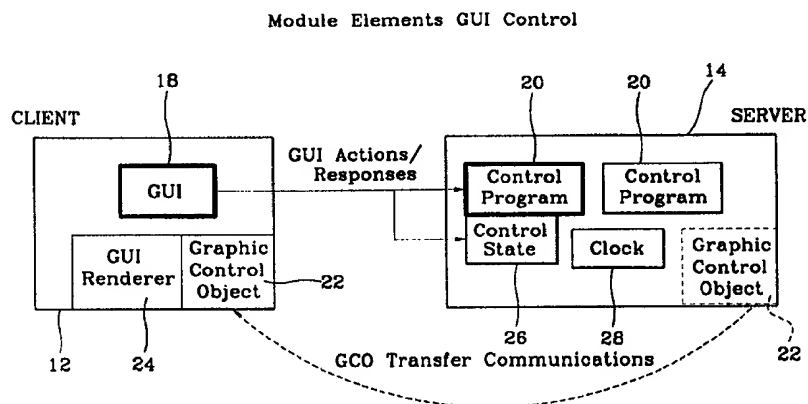 Module Elements GUI Control
18
20
20
14
CLIENT
SERVER
GUI
GUI Actions/
Responses
Control
Program
Control
Program
Control
State
Clock
GUI
Renderer
Graphic
Control
Object
22
Graphic
Control
Object
12
24
26
28
22
GCO Transfer Communications